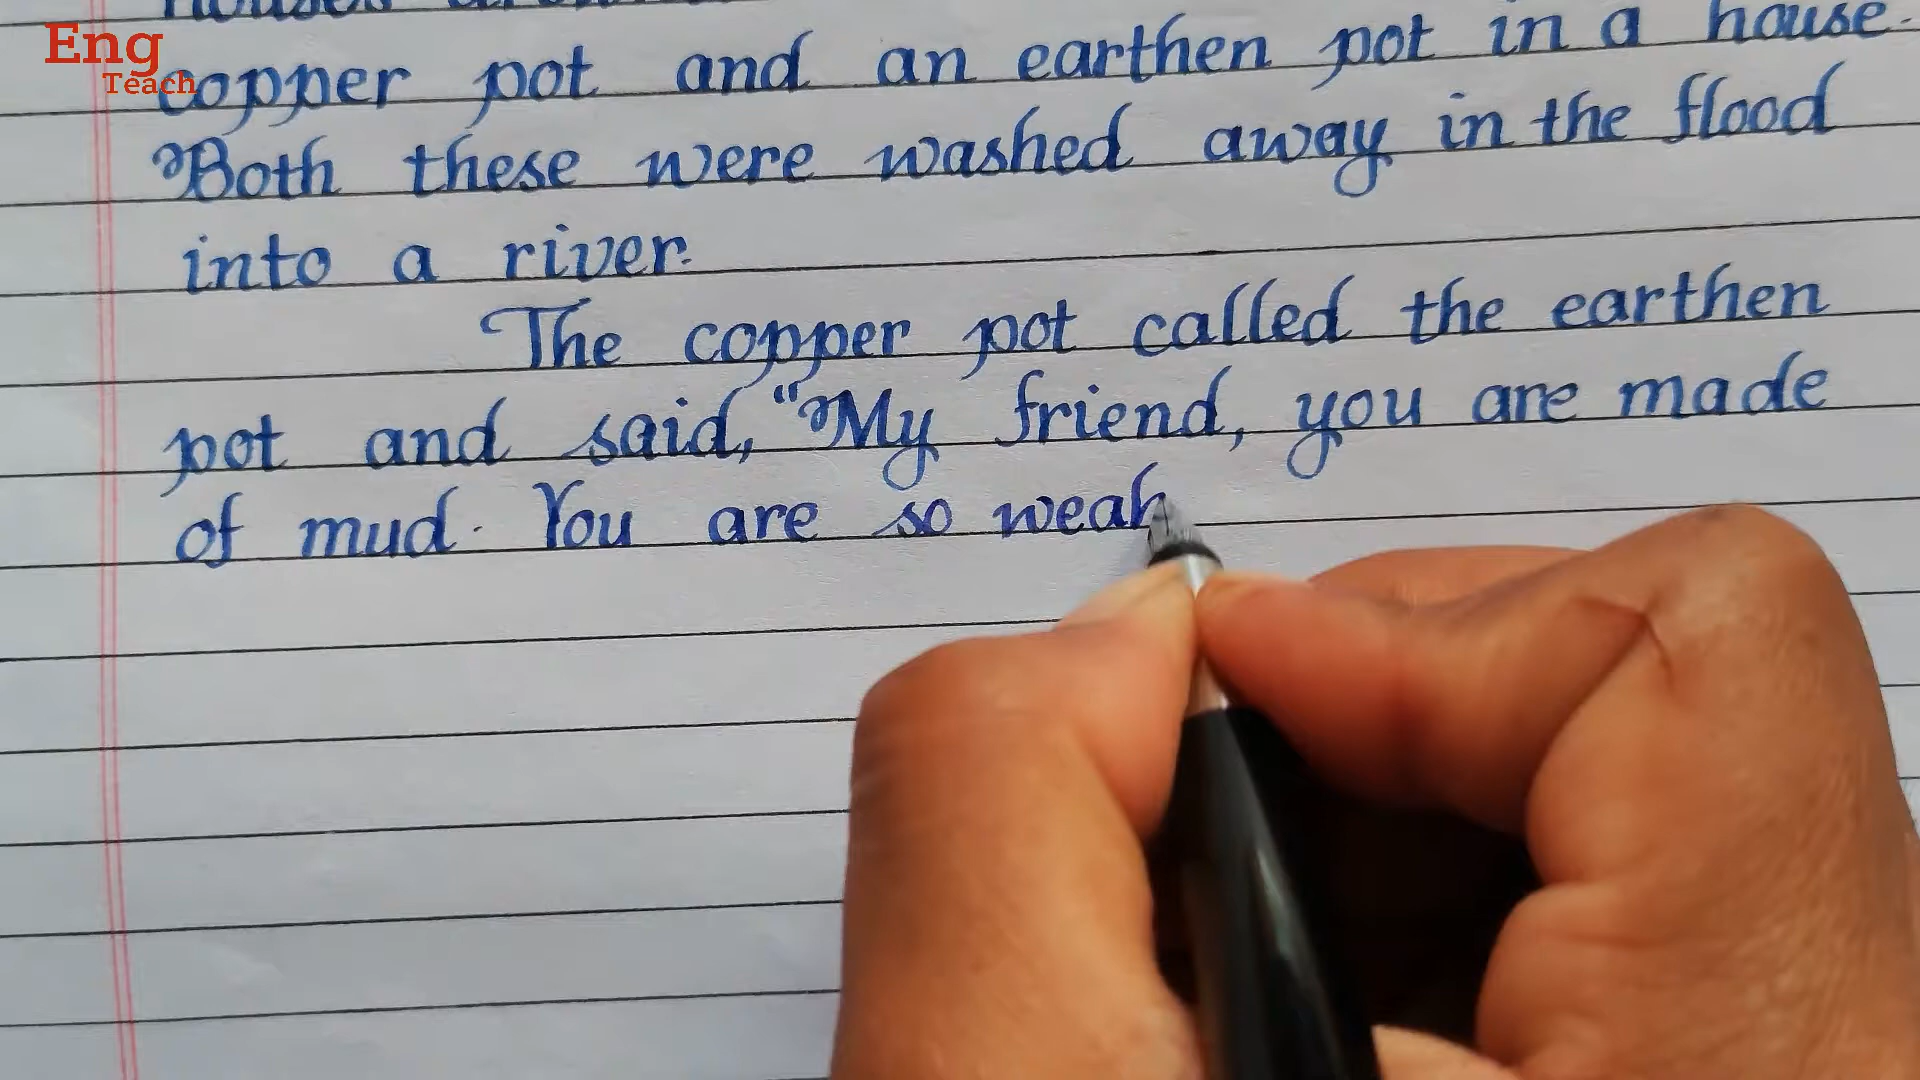 Eng
Teach
copper pot and an earthen pot in a house.
Both these were washed away in the flood
into a river.
The copper pot called the earthen
pot and said, "My friend, you are made
of mud. You are so weak